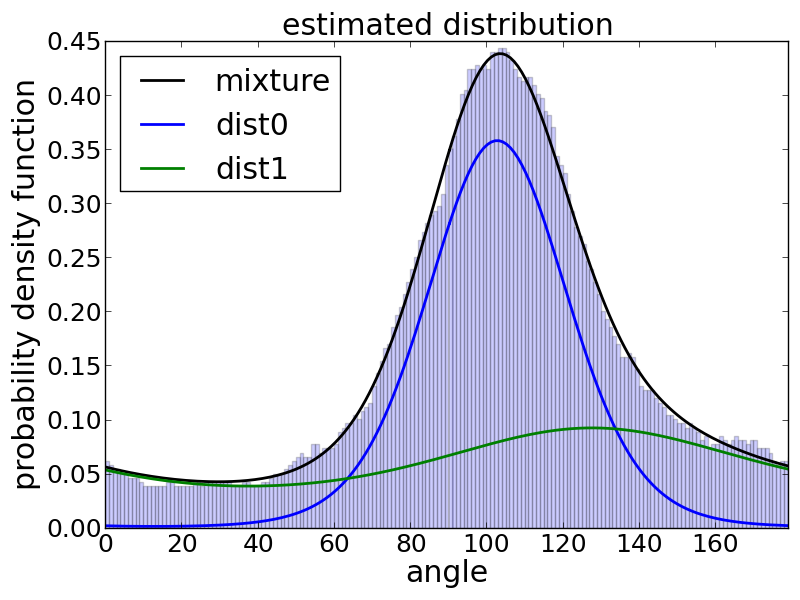 estimated distribution
probability density function
0.45
0.40
0.35
0.30
0.25
0.20
0.15
0.10
0.05
0.00
mixture
dist0
dist1
0 20 40 60 80 100 120 140 160
angle